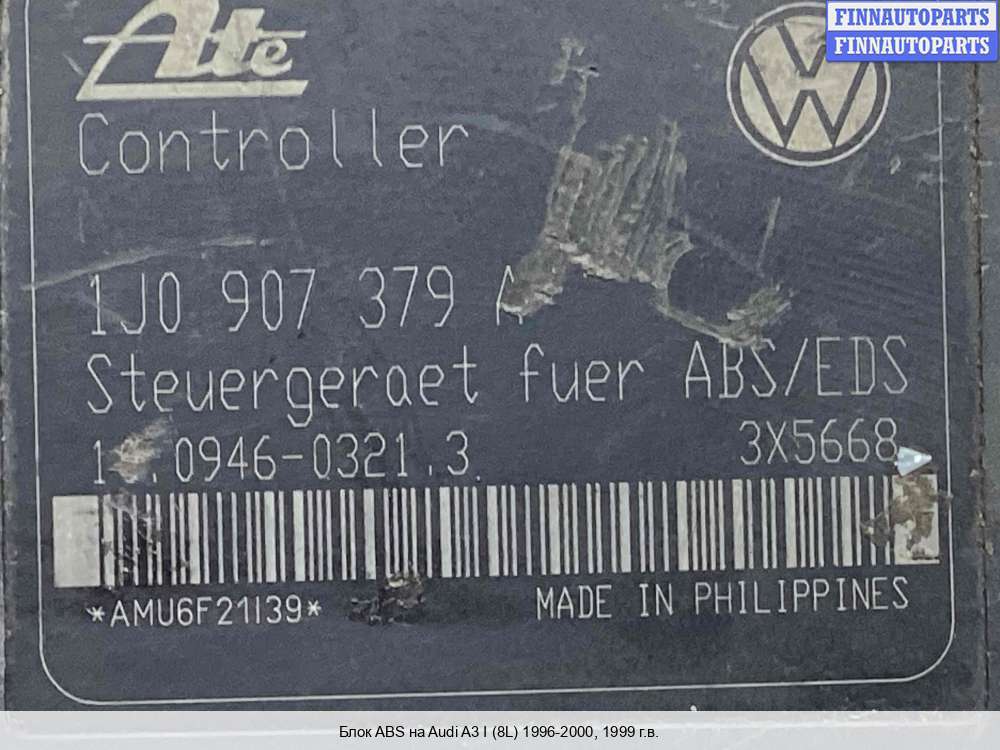 FINNAUTOPARTS
FINNAUTOPARTS
Ate
Controller
1J0 907 379 A
Steuergeraet fuer ABS/EDS
.0946-0321.3 3X5668
*AMU6F21I39* MADE IN PHILIPPINES
Блок ABS на Audi A3 I (8L) 1996-2000, 1999 г.в.